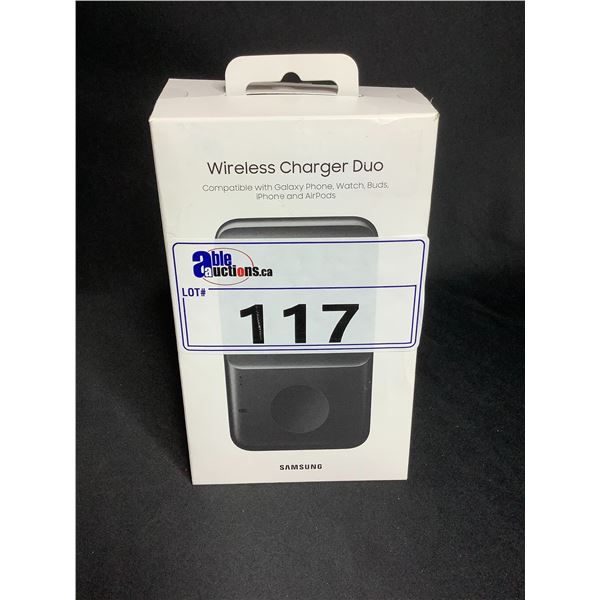 Wireless Charger Duo
Compatible with Galaxy Phone, Watch, Buds,
iPhone and AirPods
able
auctions.ca
LOT#
117
SAMSUNG